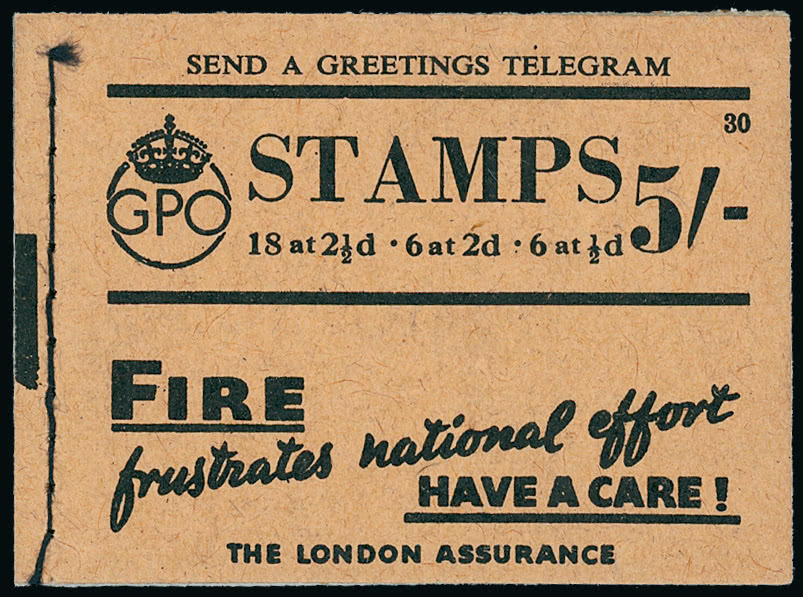 SEND A GREETINGS TELEGRAM
30
GPO
STAMPS 5/-
18 at 2½d · 6 at 2d · 6 at ½d
FIRE
frustrates national effort
HAVE A CARE!
THE LONDON ASSURANCE